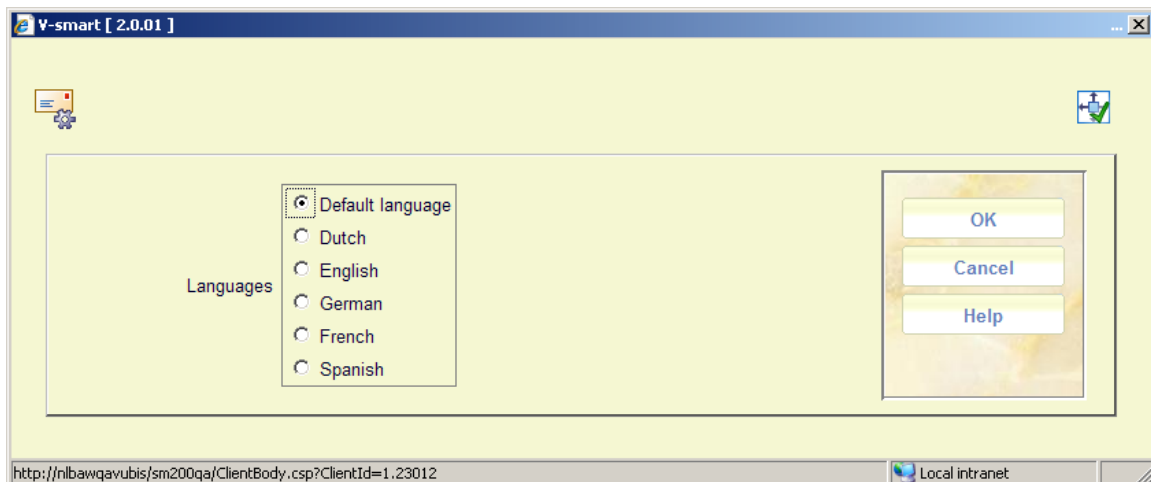 V-smart [ 2.0.01 ]
...
Default language
Dutch
English
Languages
German
French
Spanish
OK
Cancel
Help
http://nlbawqavubis/sm200qa/ClientBody.csp?ClientId=1.23012
Local intranet